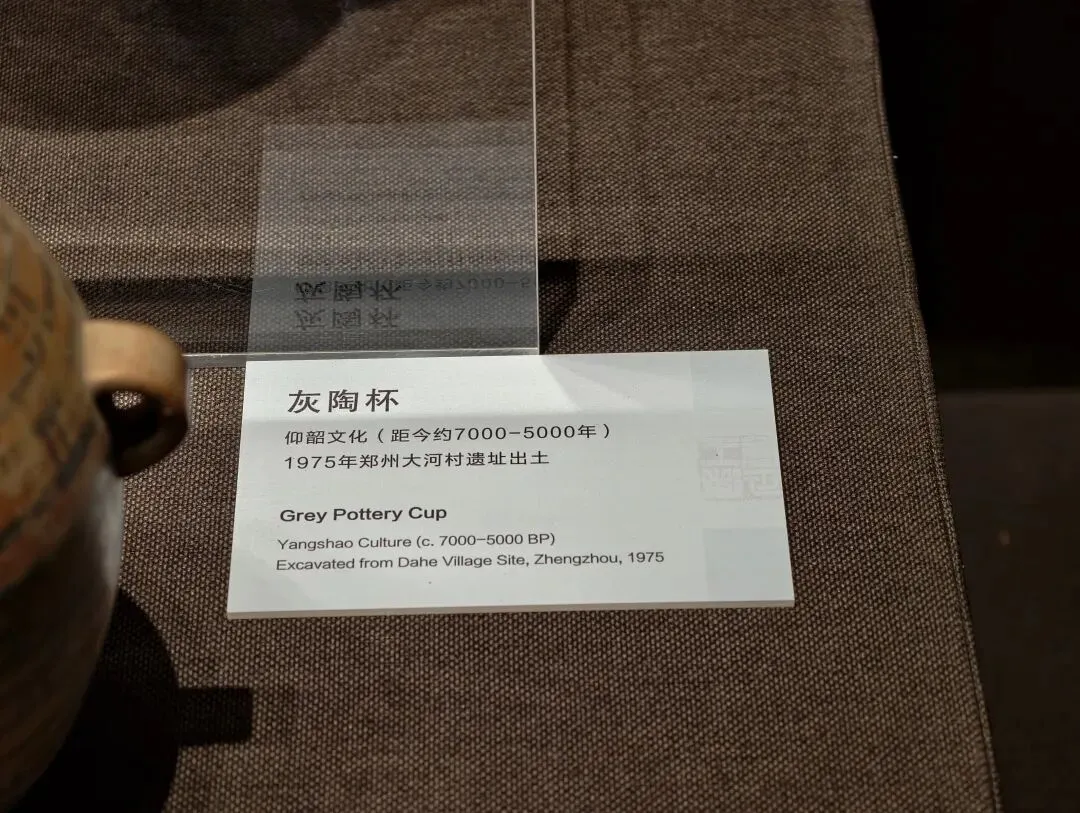 灰陶杯
仰韶文化（距今约7000-5000年）
1975年郑州大河村遗址出土
Grey Pottery Cup
Yangshao Culture (c. 7000-5000 BP)
Excavated from Dahe Village Site, Zhengzhou, 1975